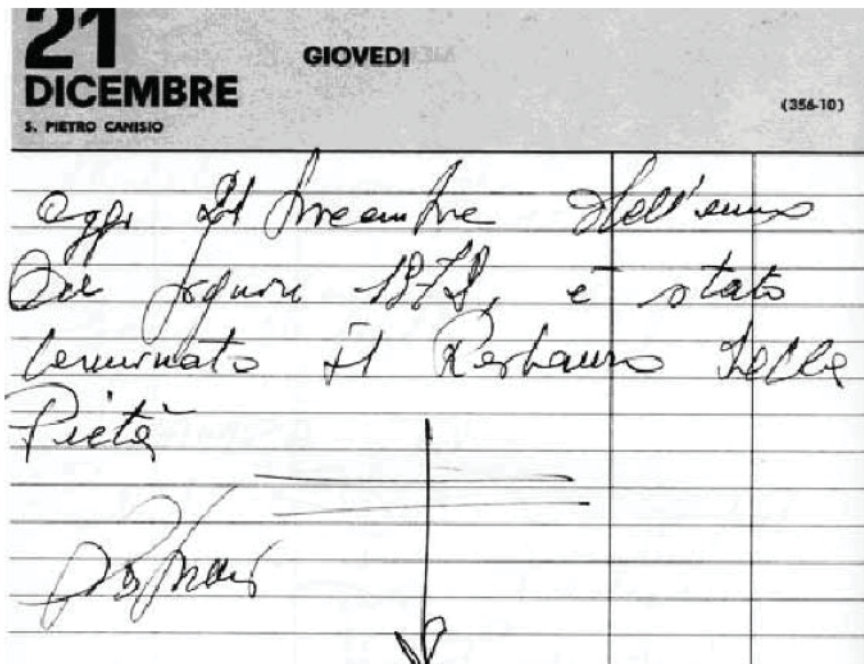 21
GIOVEDI
DICEMBRE
S. PIETRO CANISIO
(356-10)
oggi 21 Dicembre Dell'anno
Del Signore 1972, è stato
terminato il Restauro Della
Pietà